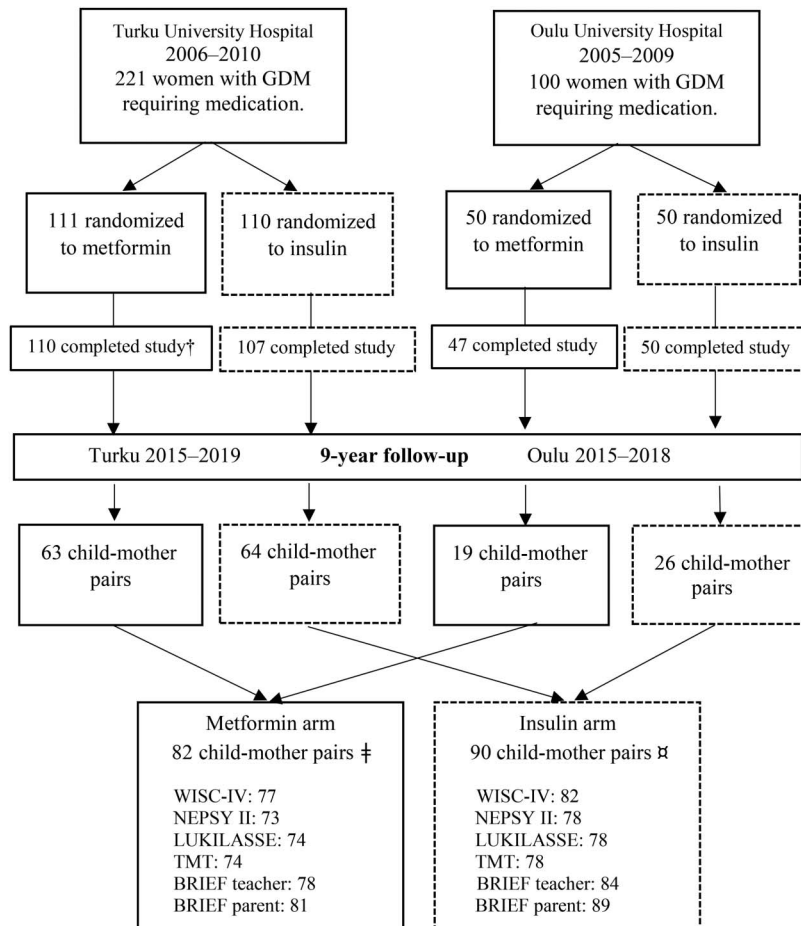 Turku University Hospital
2006–2010
221 women with GDM
requiring medication.
Oulu University Hospital
2005–2009
100 women with GDM
requiring medication.
111 randomized
to metformin
110 randomized
to insulin
50 randomized
to metformin
50 randomized
to insulin
110 completed study†
107 completed study
47 completed study
50 completed study
Turku 2015–2019 9-year follow-up Oulu 2015–2018
63 child-mother
pairs
64 child-mother
pairs
19 child-mother
pairs
26 child-mother
pairs
Metformin arm
82 child-mother pairs ǂ
WISC-IV: 77
NEPSY II: 73
LUKILASSE: 74
TMT: 74
BRIEF teacher: 78
BRIEF parent: 81
Insulin arm
90 child-mother pairs ¤
WISC-IV: 82
NEPSY II: 78
LUKILASSE: 78
TMT: 78
BRIEF teacher: 84
BRIEF parent: 89